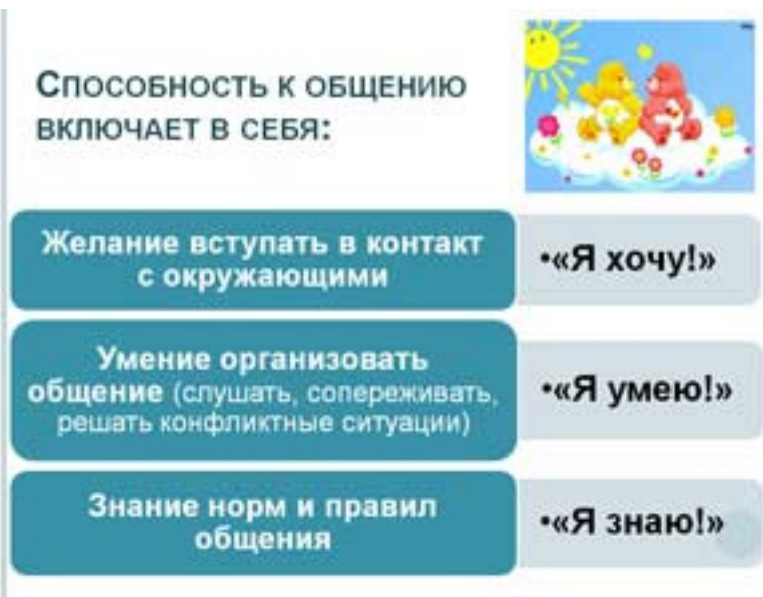 Способность к общению
включает в себя:
Желание вступать в контакт
с окружающими
•«Я хочу!»
Умение организовать
общение (слушать, сопереживать,
решать конфликтные ситуации)
•«Я умею!»
Знание норм и правил
общения
•«Я знаю!»